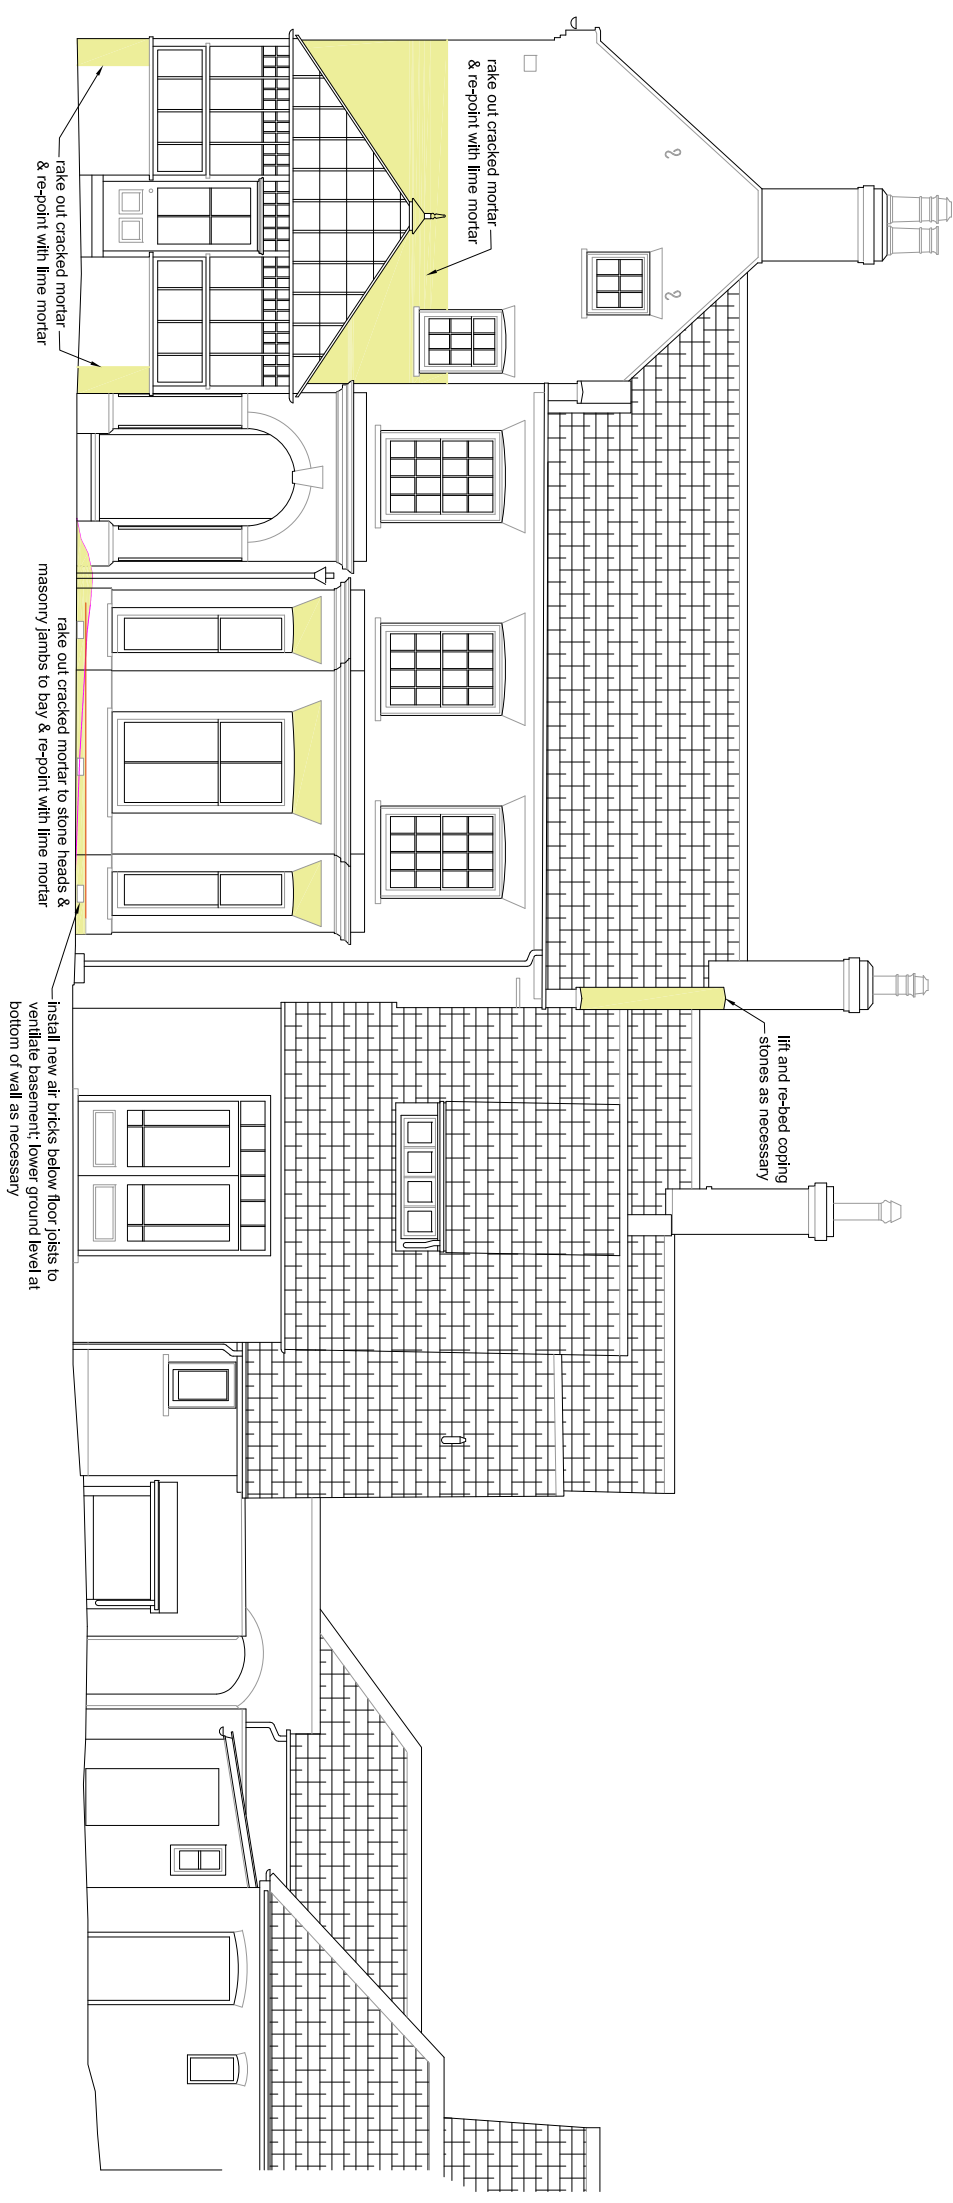 rake out cracked mortar
& re-point with lime mortar
rake out cracked mortar
& re-point with lime mortar
rake out cracked mortar to stone heads &
masonry jambs to bay & re-point with lime mortar
lift and re-bed coping
stones as necessary
install new air bricks below floor joists to
ventilate basement; lower ground level at
bottom of wall as necessary